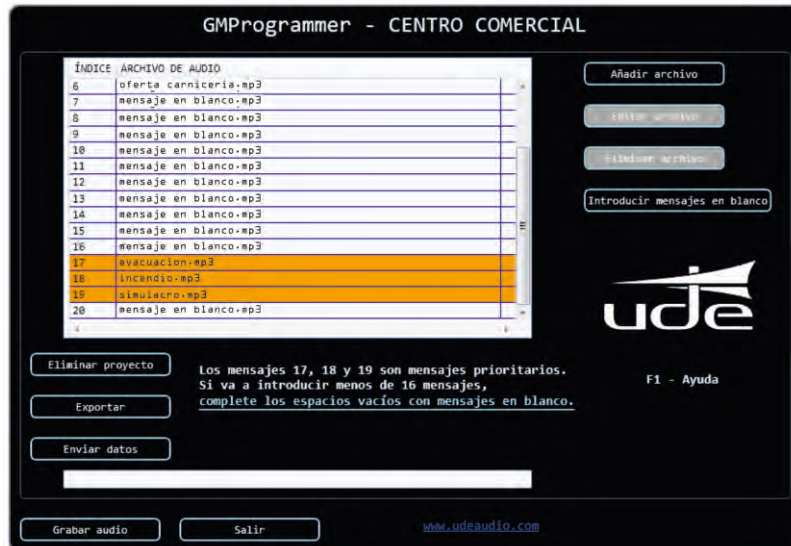 GMProgrammer - CENTRO COMERCIAL
ÍNDICE ARCHIVO DE AUDIO
6 oferta carniceria.mp3
7 mensaje en blanco.mp3
8 mensaje en blanco.mp3
9 mensaje en blanco.mp3
10 mensaje en blanco.mp3
11 mensaje en blanco.mp3
12 mensaje en blanco.mp3
13 mensaje en blanco.mp3
14 mensaje en blanco.mp3
15 mensaje en blanco.mp3
16 mensaje en blanco.mp3
17 evacuacion.mp3
18 incendio.mp3
19 simulacro.mp3
20 mensaje en blanco.mp3
Añadir archivo
Editar archivo
Eliminar archivo
Introducir mensajes en blanco
ude
F1 - Ayuda
Eliminar proyecto
Exportar
Enviar datos
Los mensajes 17, 18 y 19 son mensajes prioritarios.
Si va a introducir menos de 16 mensajes,
complete los espacios vacíos con mensajes en blanco.
Grabar audio
Salir
www.udeaudio.com